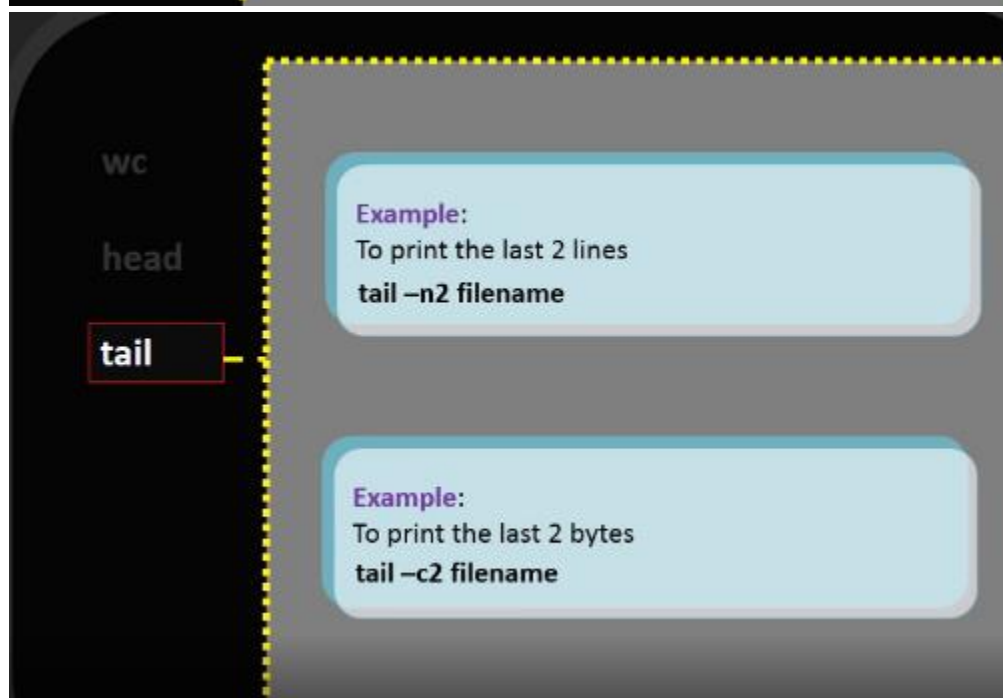 wc
head
tail
Example:
To print the last 2 lines
tail –n2 filename
Example:
To print the last 2 bytes
tail –c2 filename